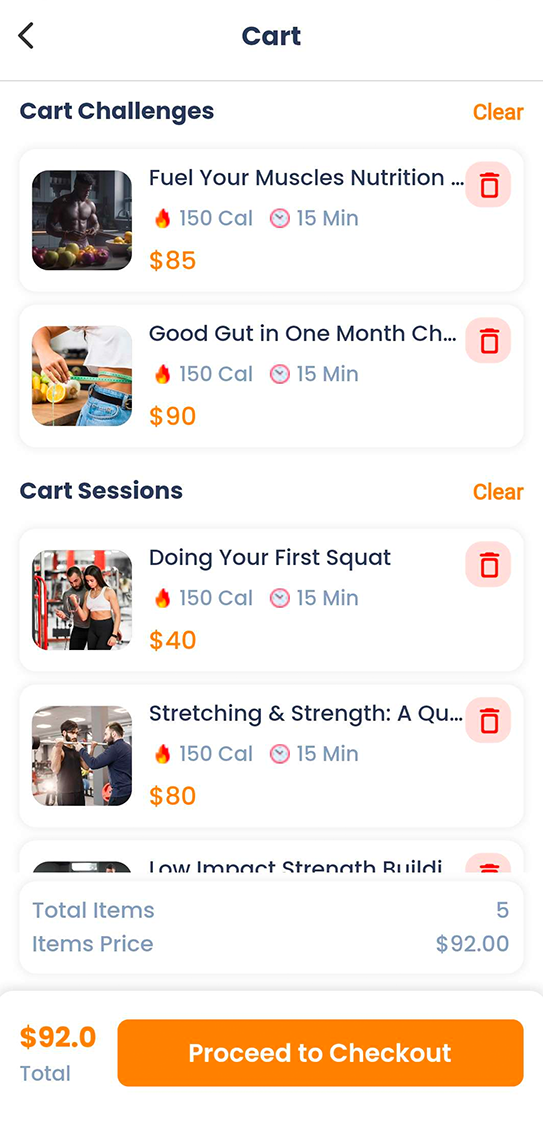 Cart
Cart Challenges Clear
Fuel Your Muscles Nutrition ...
150 Cal 15 Min
$85
Good Gut in One Month Ch...
150 Cal 15 Min
$90
Cart Sessions Clear
Doing Your First Squat
150 Cal 15 Min
$40
Stretching & Strength: A Qu...
150 Cal 15 Min
$80
Low Impact Strength Buildi
Total Items 5
Items Price $92.00
$92.0
Total
Proceed to Checkout